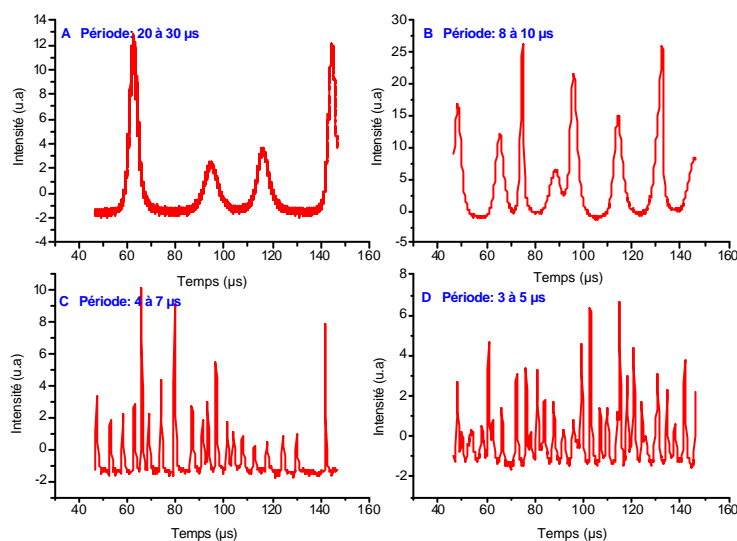 A Période: 20 à 30 µs
14
12
10
8
6
4
2
0
-2
-4
Intensité (u.a)
40 60 80 100 120 140 160
Temps (µs)
B Période: 8 à 10 µs
30
25
20
15
10
5
0
-5
Intensité (u.a)
40 60 80 100 120 140 160
Temps (µs)
C Période: 4 à 7 µs
10
8
6
4
2
0
-2
Intensité (u.a)
40 60 80 100 120 140 160
Temps (µs)
D Période: 3 à 5 µs
8
6
4
2
0
-2
Intensité (u.a)
40 60 80 100 120 140 160
Temps (µs)